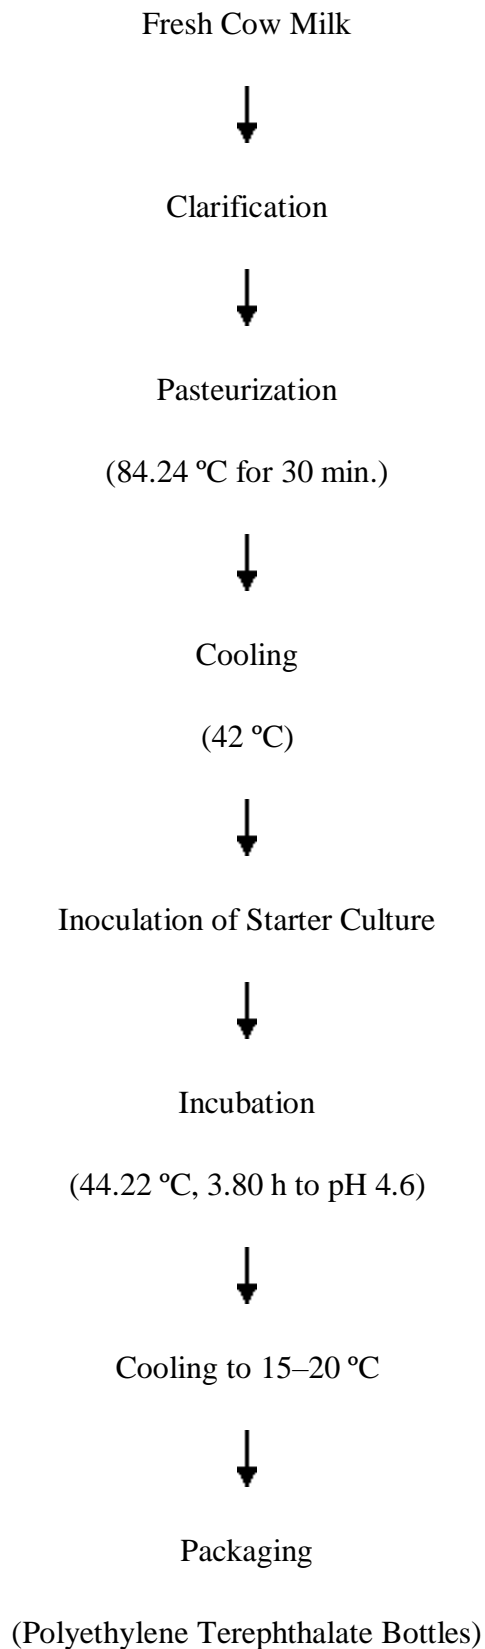 Fresh Cow Milk
Clarification
Pasteurization
(84.24 ºC for 30 min.)
Cooling
(42 ºC)
Inoculation of Starter Culture
Incubation
(44.22 ºC, 3.80 h to pH 4.6)
Cooling to 15–20 ºC
Packaging
(Polyethylene Terephthalate Bottles)